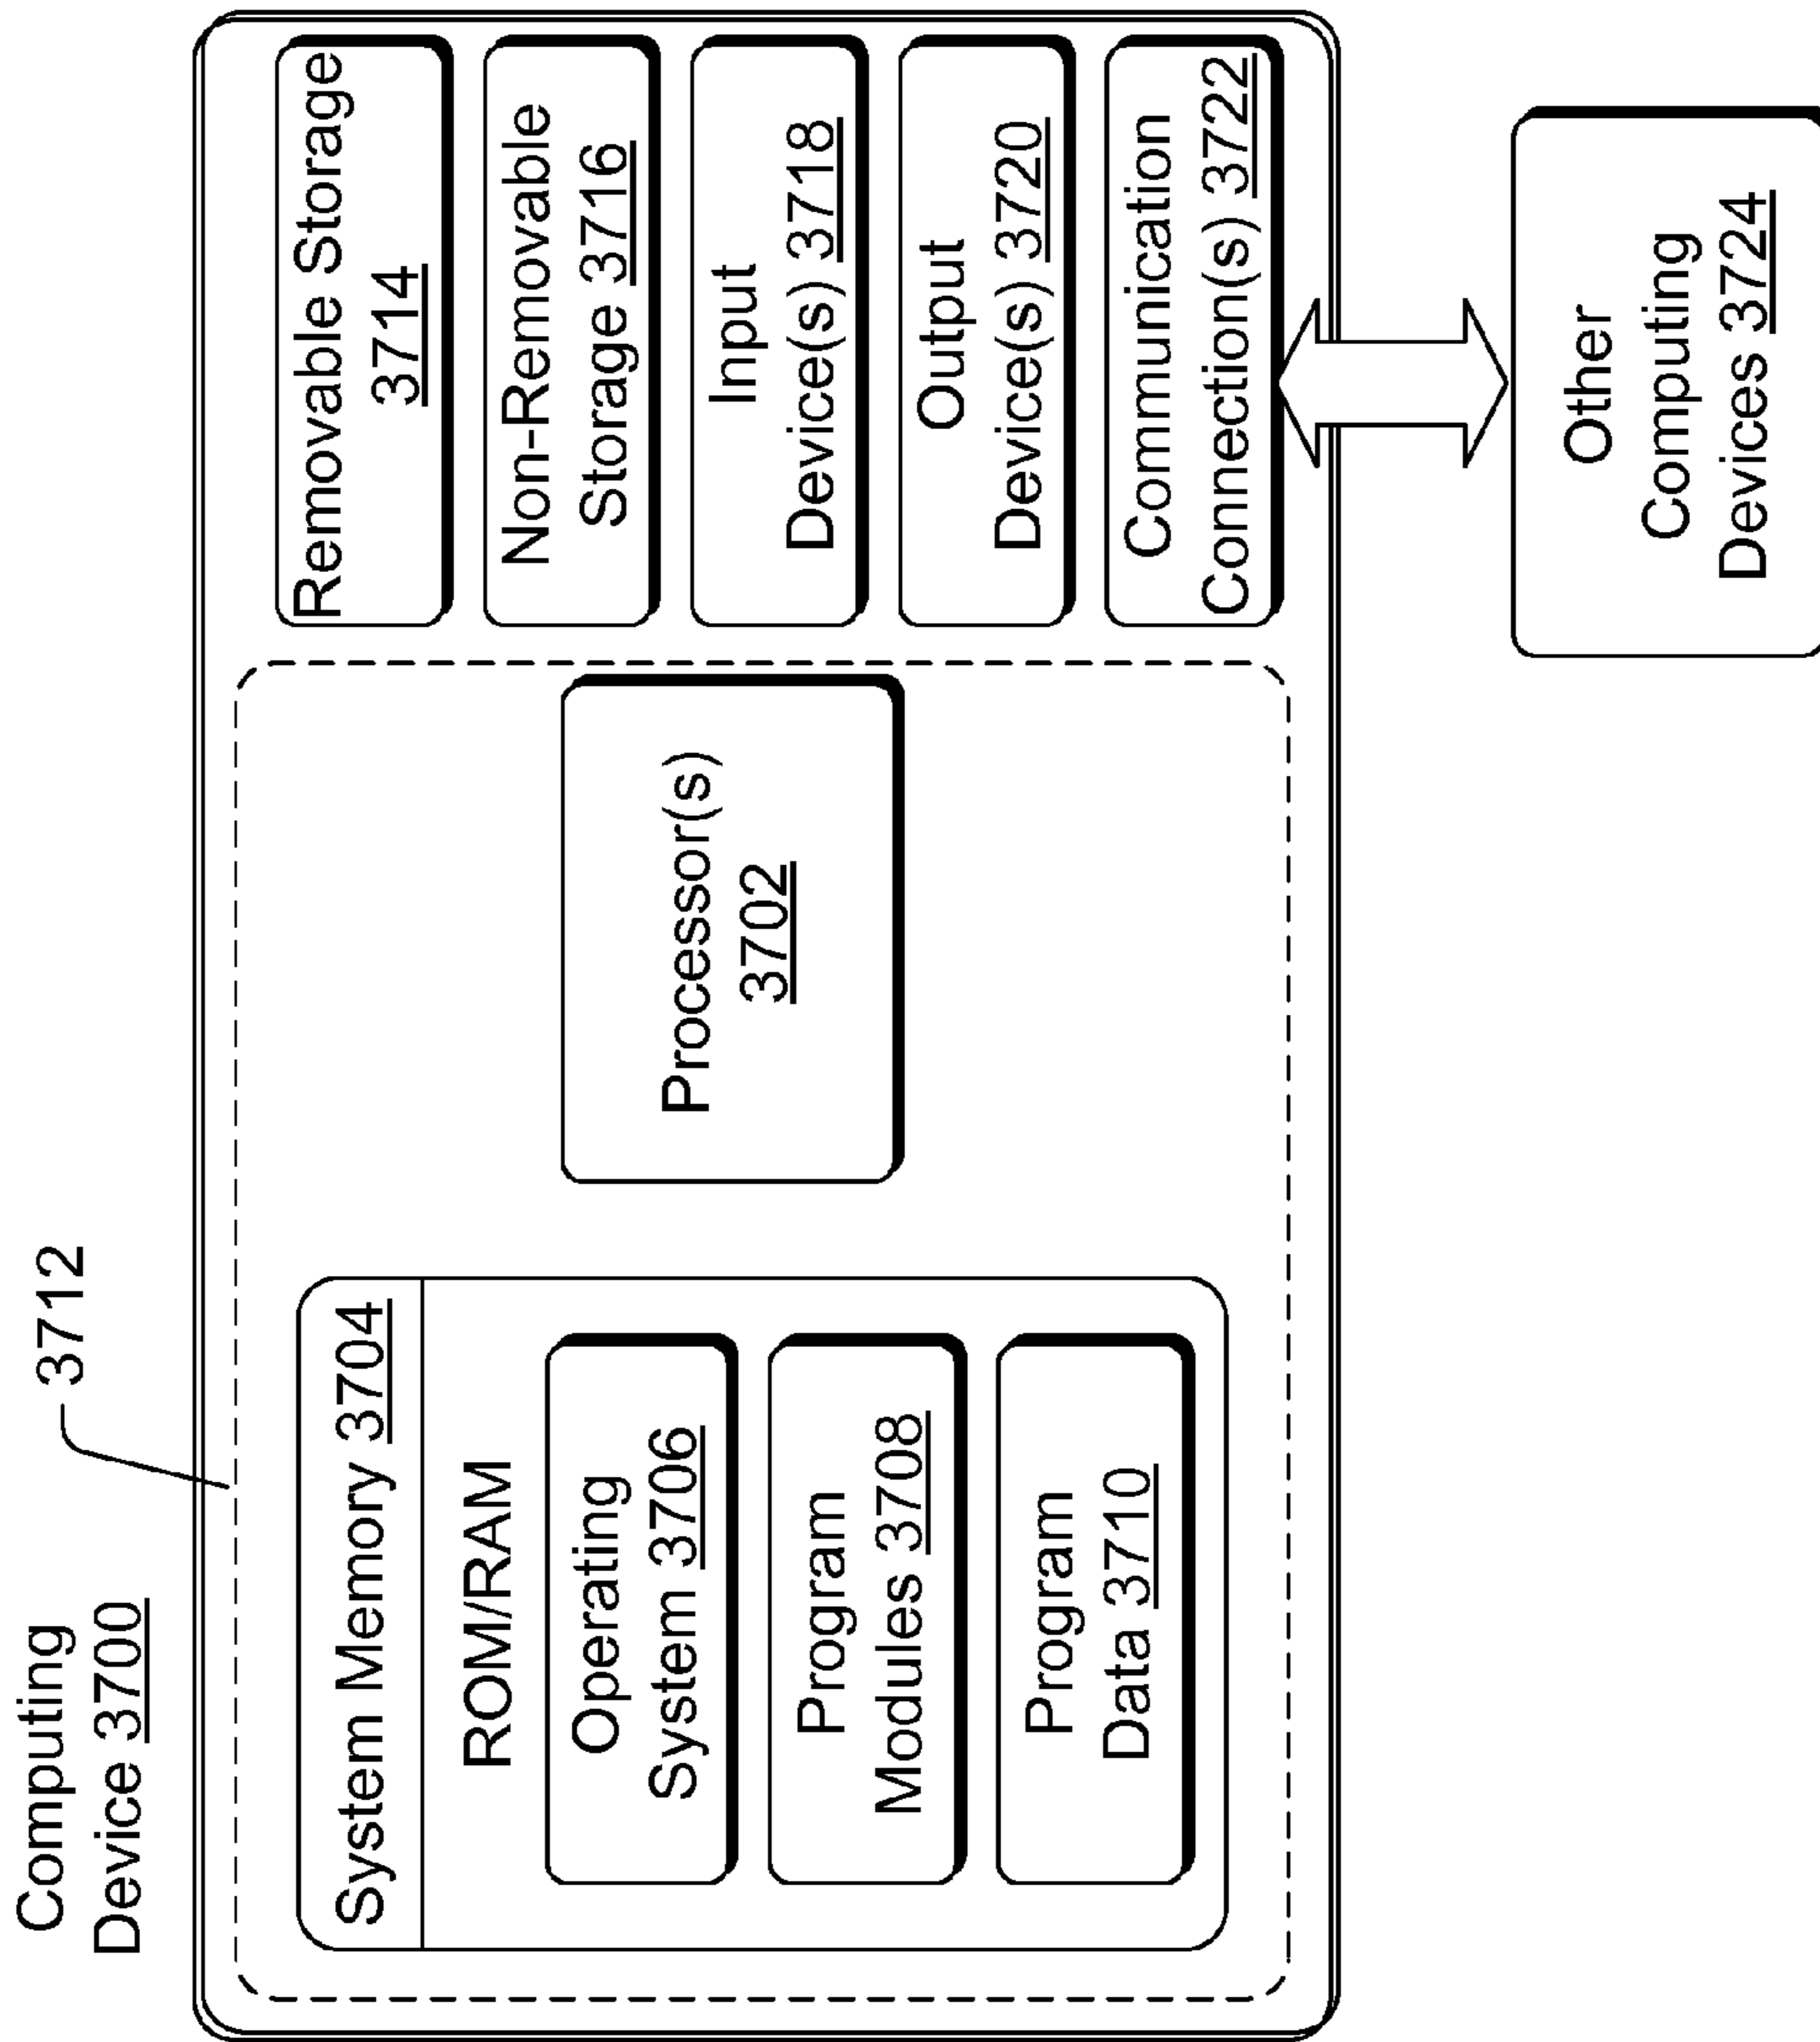 Computing
Device 3700
3712
System Memory 3704
ROM/RAM
Operating
System 3706
Program
Modules 3708
Program
Data 3710
Processor(s)
3702
Removable Storage
3714
Non-Removable
Storage 3716
Input
Device(s) 3718
Output
Device(s) 3720
Communication
Connection(s) 3722
Other
Computing
Devices 3724